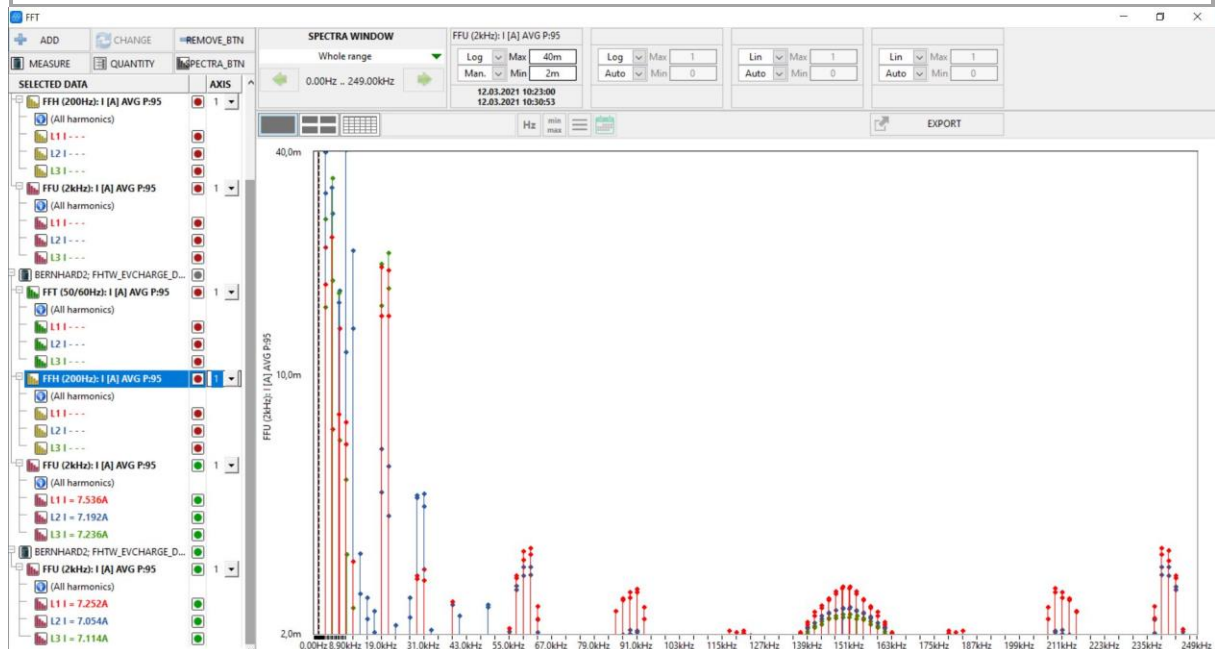 FFT
ADD
CHANGE
REMOVE_BTN
MEASURE
QUANTITY
SPECTRA_BTN
SELECTED DATA AXIS
FFH (200Hz): I [A] AVG P:95 1
(All harmonics)
L1 I - - -
L2 I - - -
L3 I - - -
FFU (2kHz): I [A] AVG P:95 1
(All harmonics)
L1 I - - -
L2 I - - -
L3 I - - -
BERNHARD2; FHTW_EVCHARGE_D...
FFT (50/60Hz): I [A] AVG P:95 1
(All harmonics)
L1 I - - -
L2 I - - -
L3 I - - -
FFH (200Hz): I [A] AVG P:95 1
(All harmonics)
L1 I - - -
L2 I - - -
L3 I - - -
FFU (2kHz): I [A] AVG P:95 1
(All harmonics)
L1 I = 7.536A
L2 I = 7.192A
L3 I = 7.236A
BERNHARD2; FHTW_EVCHARGE_D...
FFU (2kHz): I [A] AVG P:95 1
(All harmonics)
L1 I = 7.252A
L2 I = 7.054A
L3 I = 7.114A
SPECTRA WINDOW
Whole range
0.00Hz .. 249.00kHz
FFU (2kHz): I [A] AVG P:95
Log Max 40m
Man. Min 2m
12.03.2021 10:23:00
12.03.2021 10:30:53
Log Max 1
Auto Min 0
Lin Max 1
Auto Min 0
Lin Max 1
Auto Min 0
Hz min max
EXPORT
40,0m
10,0m
2,0m
FFU (2kHz): I [A] AVG P:95
0.00Hz 8.90kHz 19.0kHz 31.0kHz 43.0kHz 55.0kHz 67.0kHz 79.0kHz 91.0kHz 103kHz 115kHz 127kHz 139kHz 151kHz 163kHz 175kHz 187kHz 199kHz 211kHz 223kHz 235kHz 249kHz